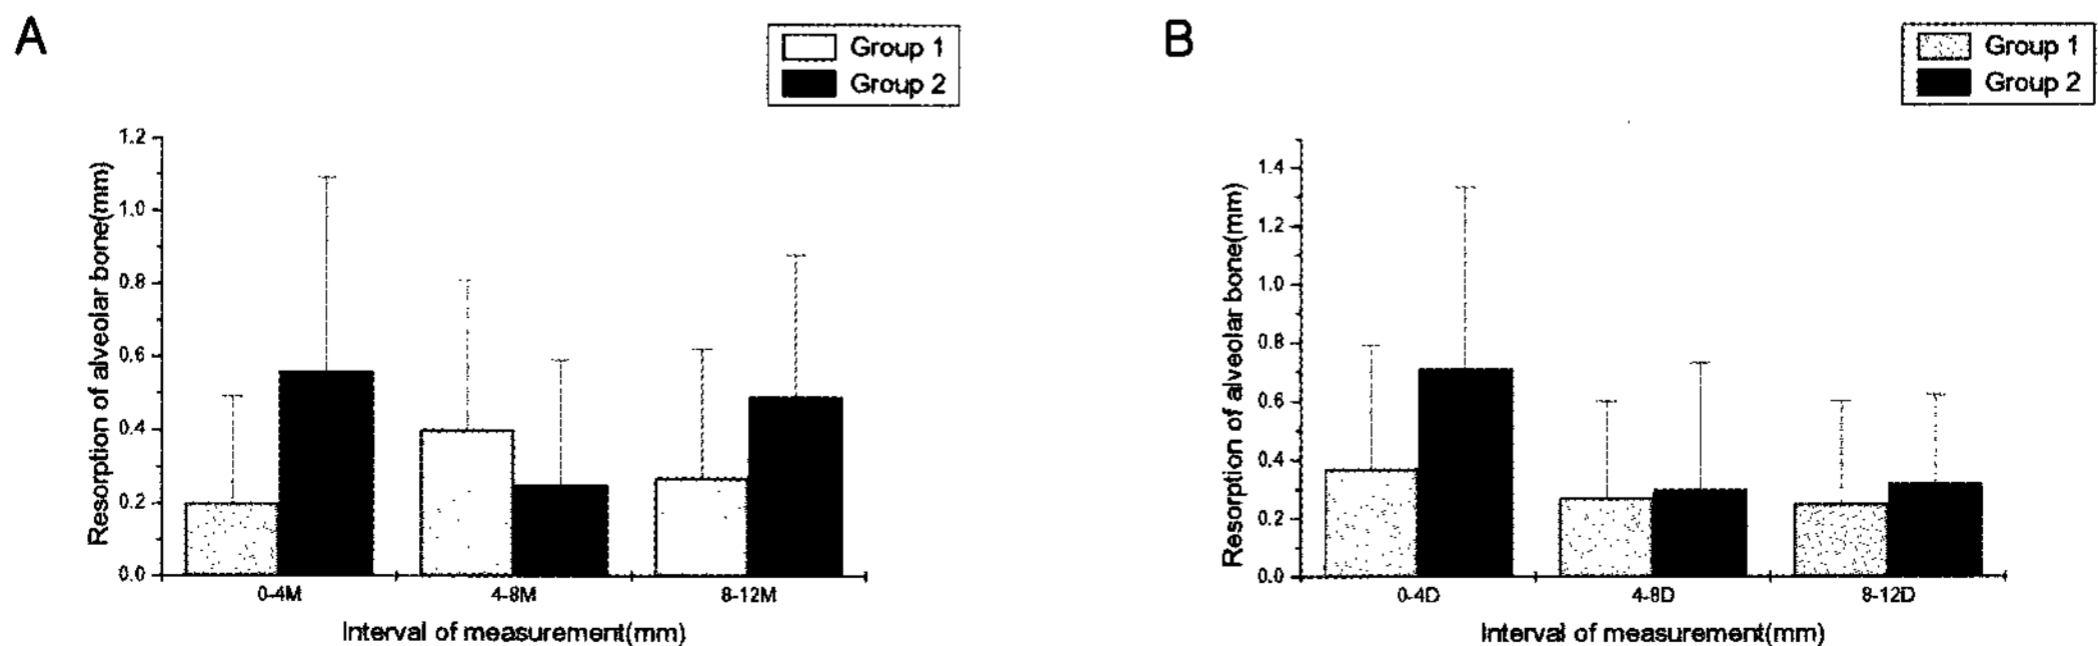 A
Group 1
Group 2
Resorption of alveolar bone(mm)
1.2
1.0
0.8
0.6
0.4
0.2
0.0
0-4M 4-8M 8-12M
Interval of measurement(mm)
B
Group 1
Group 2
Resorption of alveolar bone(mm)
1.4
1.2
1.0
0.8
0.6
0.4
0.2
0.0
0-4D 4-8D 8-12D
Interval of measurement(mm)